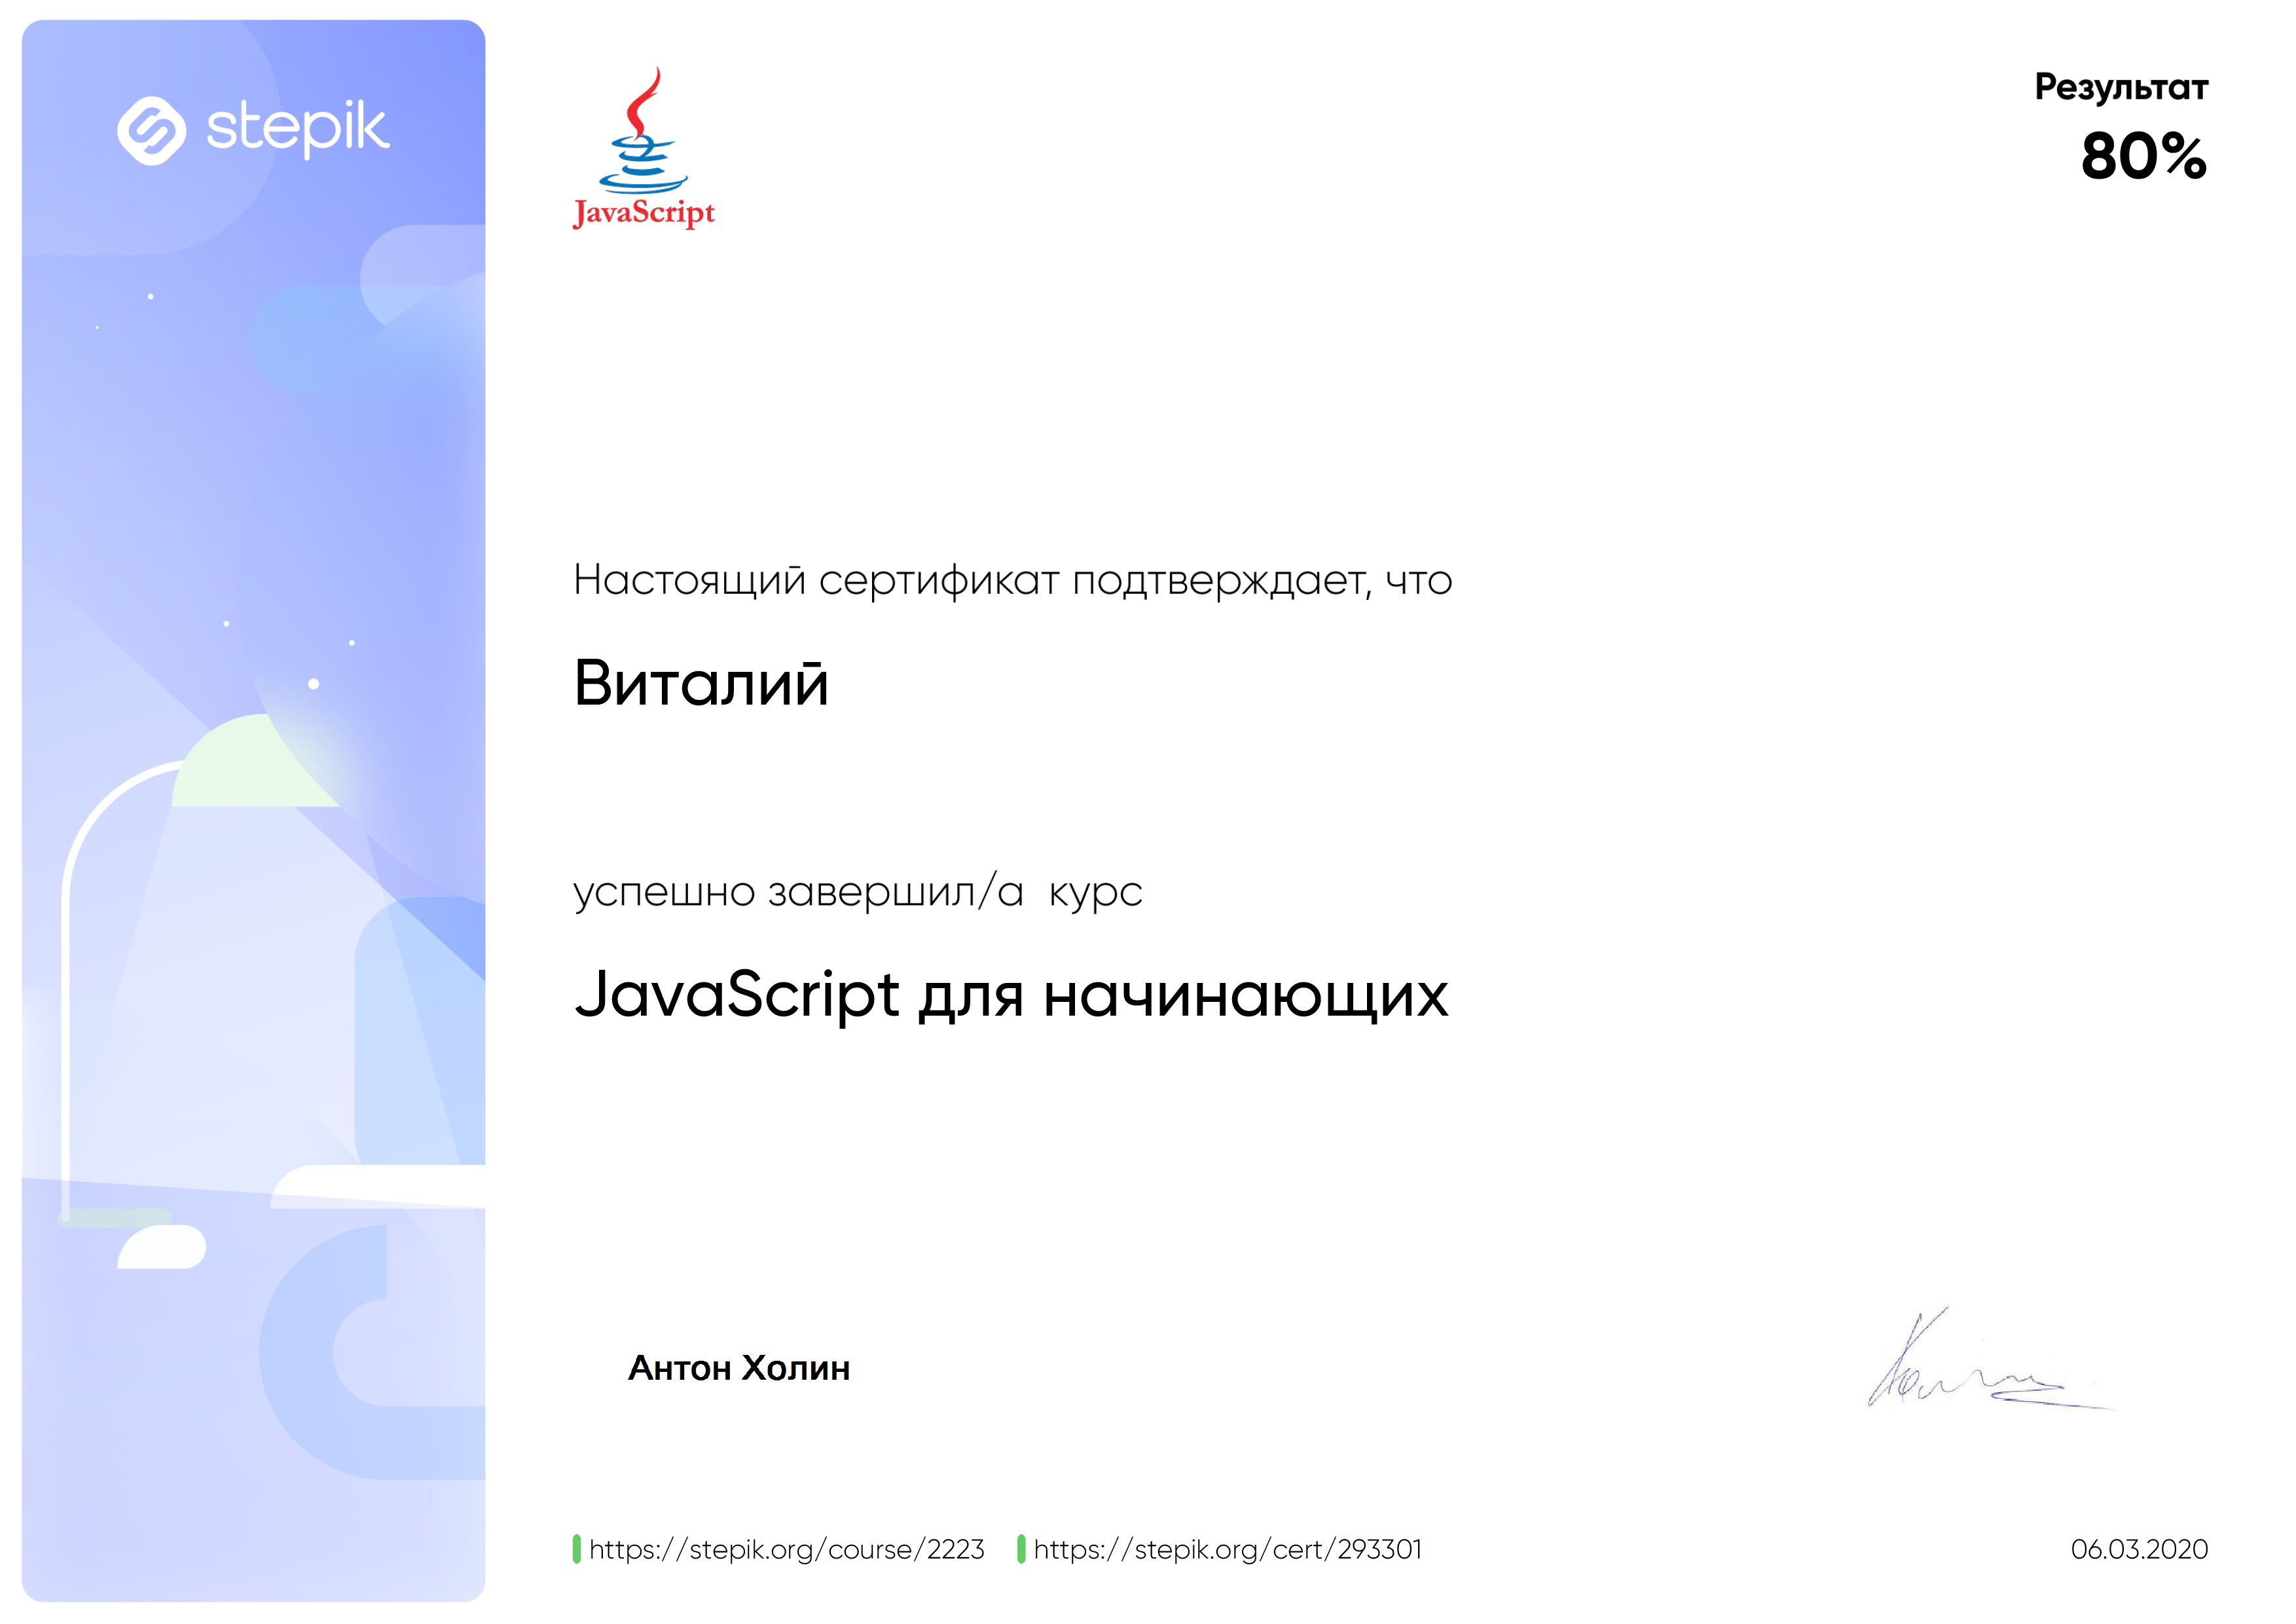 stepik
JavaScript
Результат
80%
Настоящий сертификат подтверждает, что
Виталий
успешно завершил/а курс
JavaScript для начинающих
Антон Холин
https://stepik.org/course/2223
https://stepik.org/cert/293301
06.03.2020